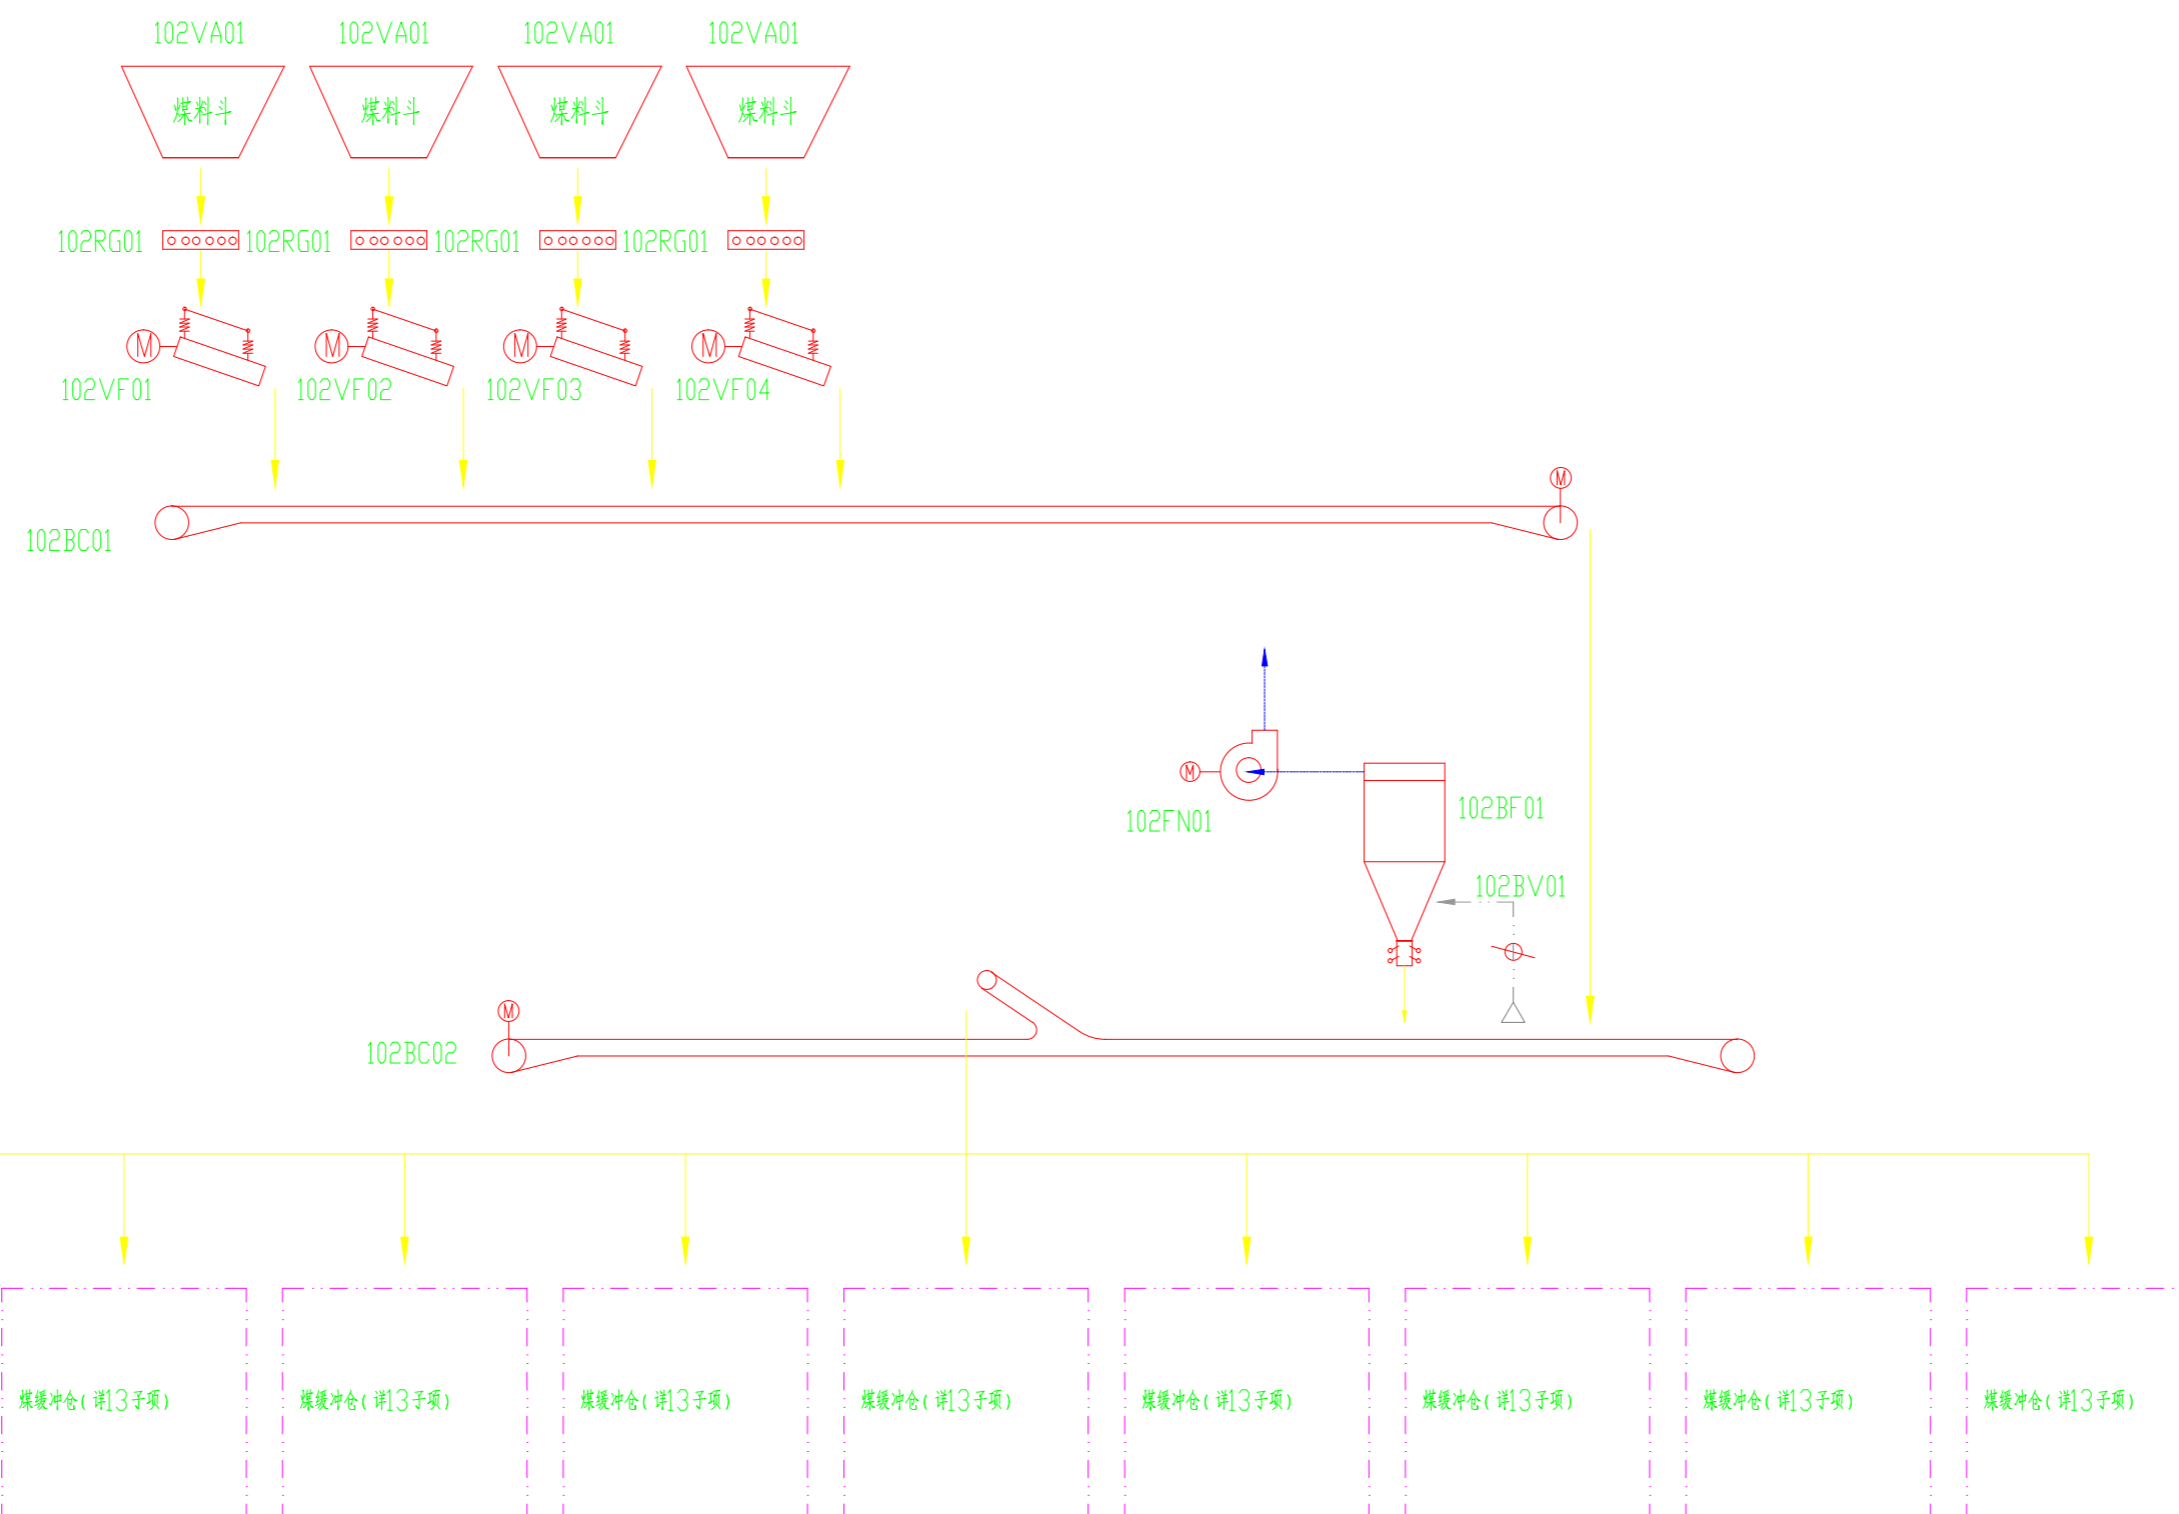 102VA01 102VA01 102VA01 102VA01
煤料斗 煤料斗 煤料斗 煤料斗
102RG01 102RG01 102RG01 102RG01
M M M M
102VF01 102VF02 102VF03 102VF04
M
102BC01
M
102FN01
102BF01
102BV01
M
102BC02
煤缓冲仓(详13子项) 煤缓冲仓(详13子项) 煤缓冲仓(详13子项) 煤缓冲仓(详13子项) 煤缓冲仓(详13子项) 煤缓冲仓(详13子项) 煤缓冲仓(详13子项) 煤缓冲仓(详13子项)